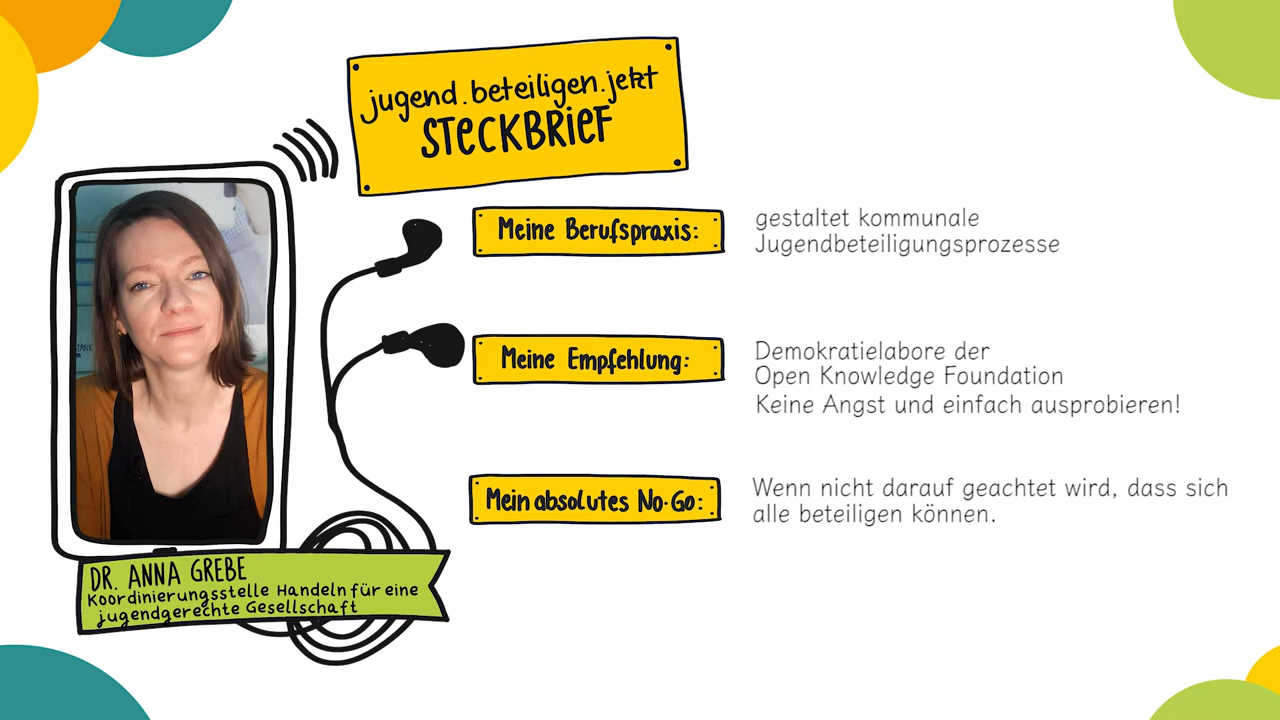 jugend.beteiligen.jetzt
STECKBRIEF
Meine Berufspraxis:
gestaltet kommunale
Jugendbeteiligungsprozesse
Meine Empfehlung:
Demokratielabore der
Open Knowledge Foundation
Keine Angst und einfach ausprobieren!
Mein absolutes No-Go:
Wenn nicht darauf geachtet wird, dass sich
alle beteiligen können.
DR. ANNA GREBE
Koordinierungsstelle Handeln für eine
jugendgerechte Gesellschaft